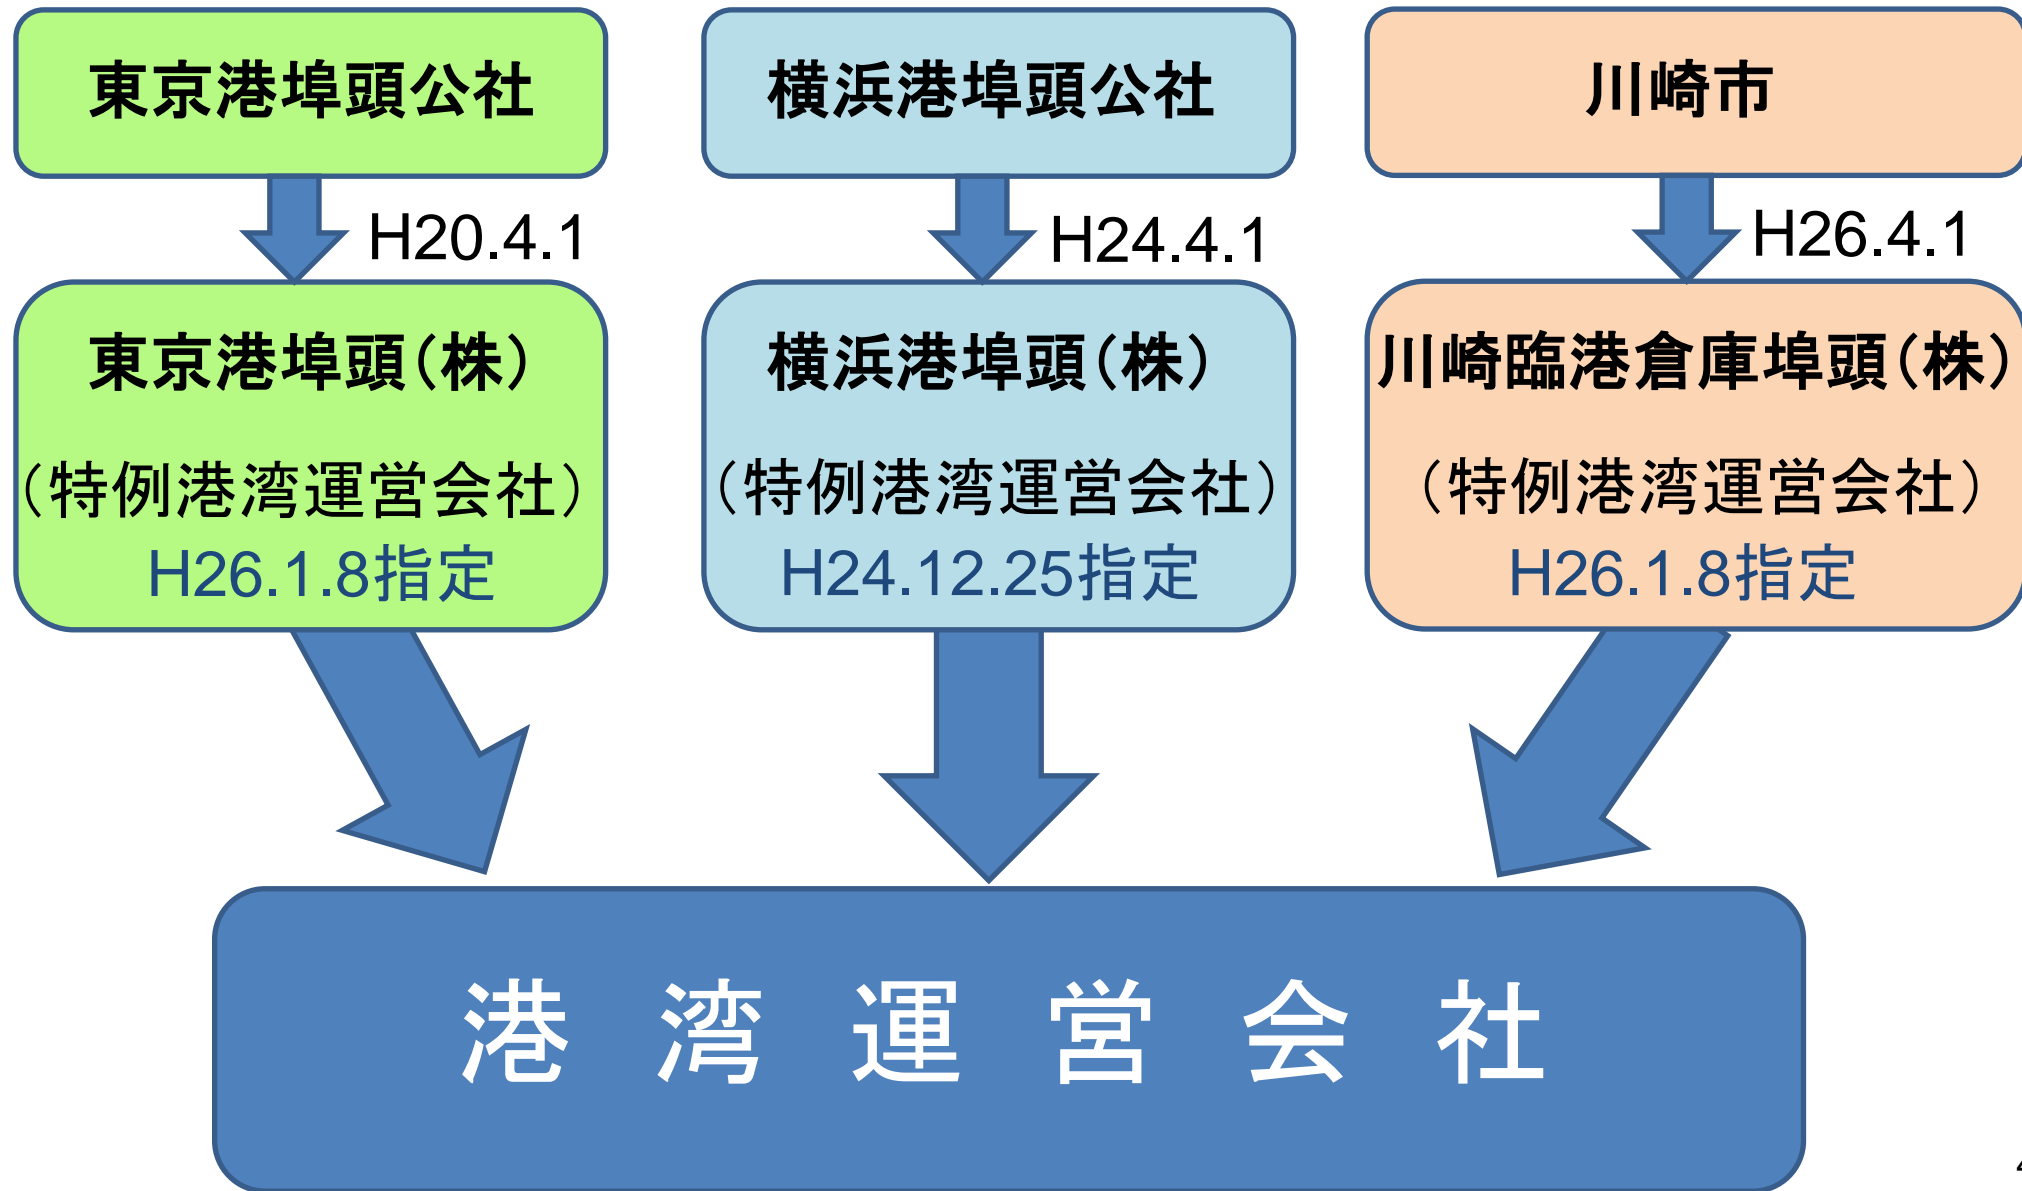 東京港埠頭公社
横浜港埠頭公社
川崎市
H20.4.1
H24.4.1
H26.4.1
東京港埠頭(株)
(特例港湾運営会社)
H26.1.8指定
横浜港埠頭(株)
(特例港湾運営会社)
H24.12.25指定
川崎臨港倉庫埠頭(株)
(特例港湾運営会社)
H26.1.8指定
港 湾 運 営 会 社